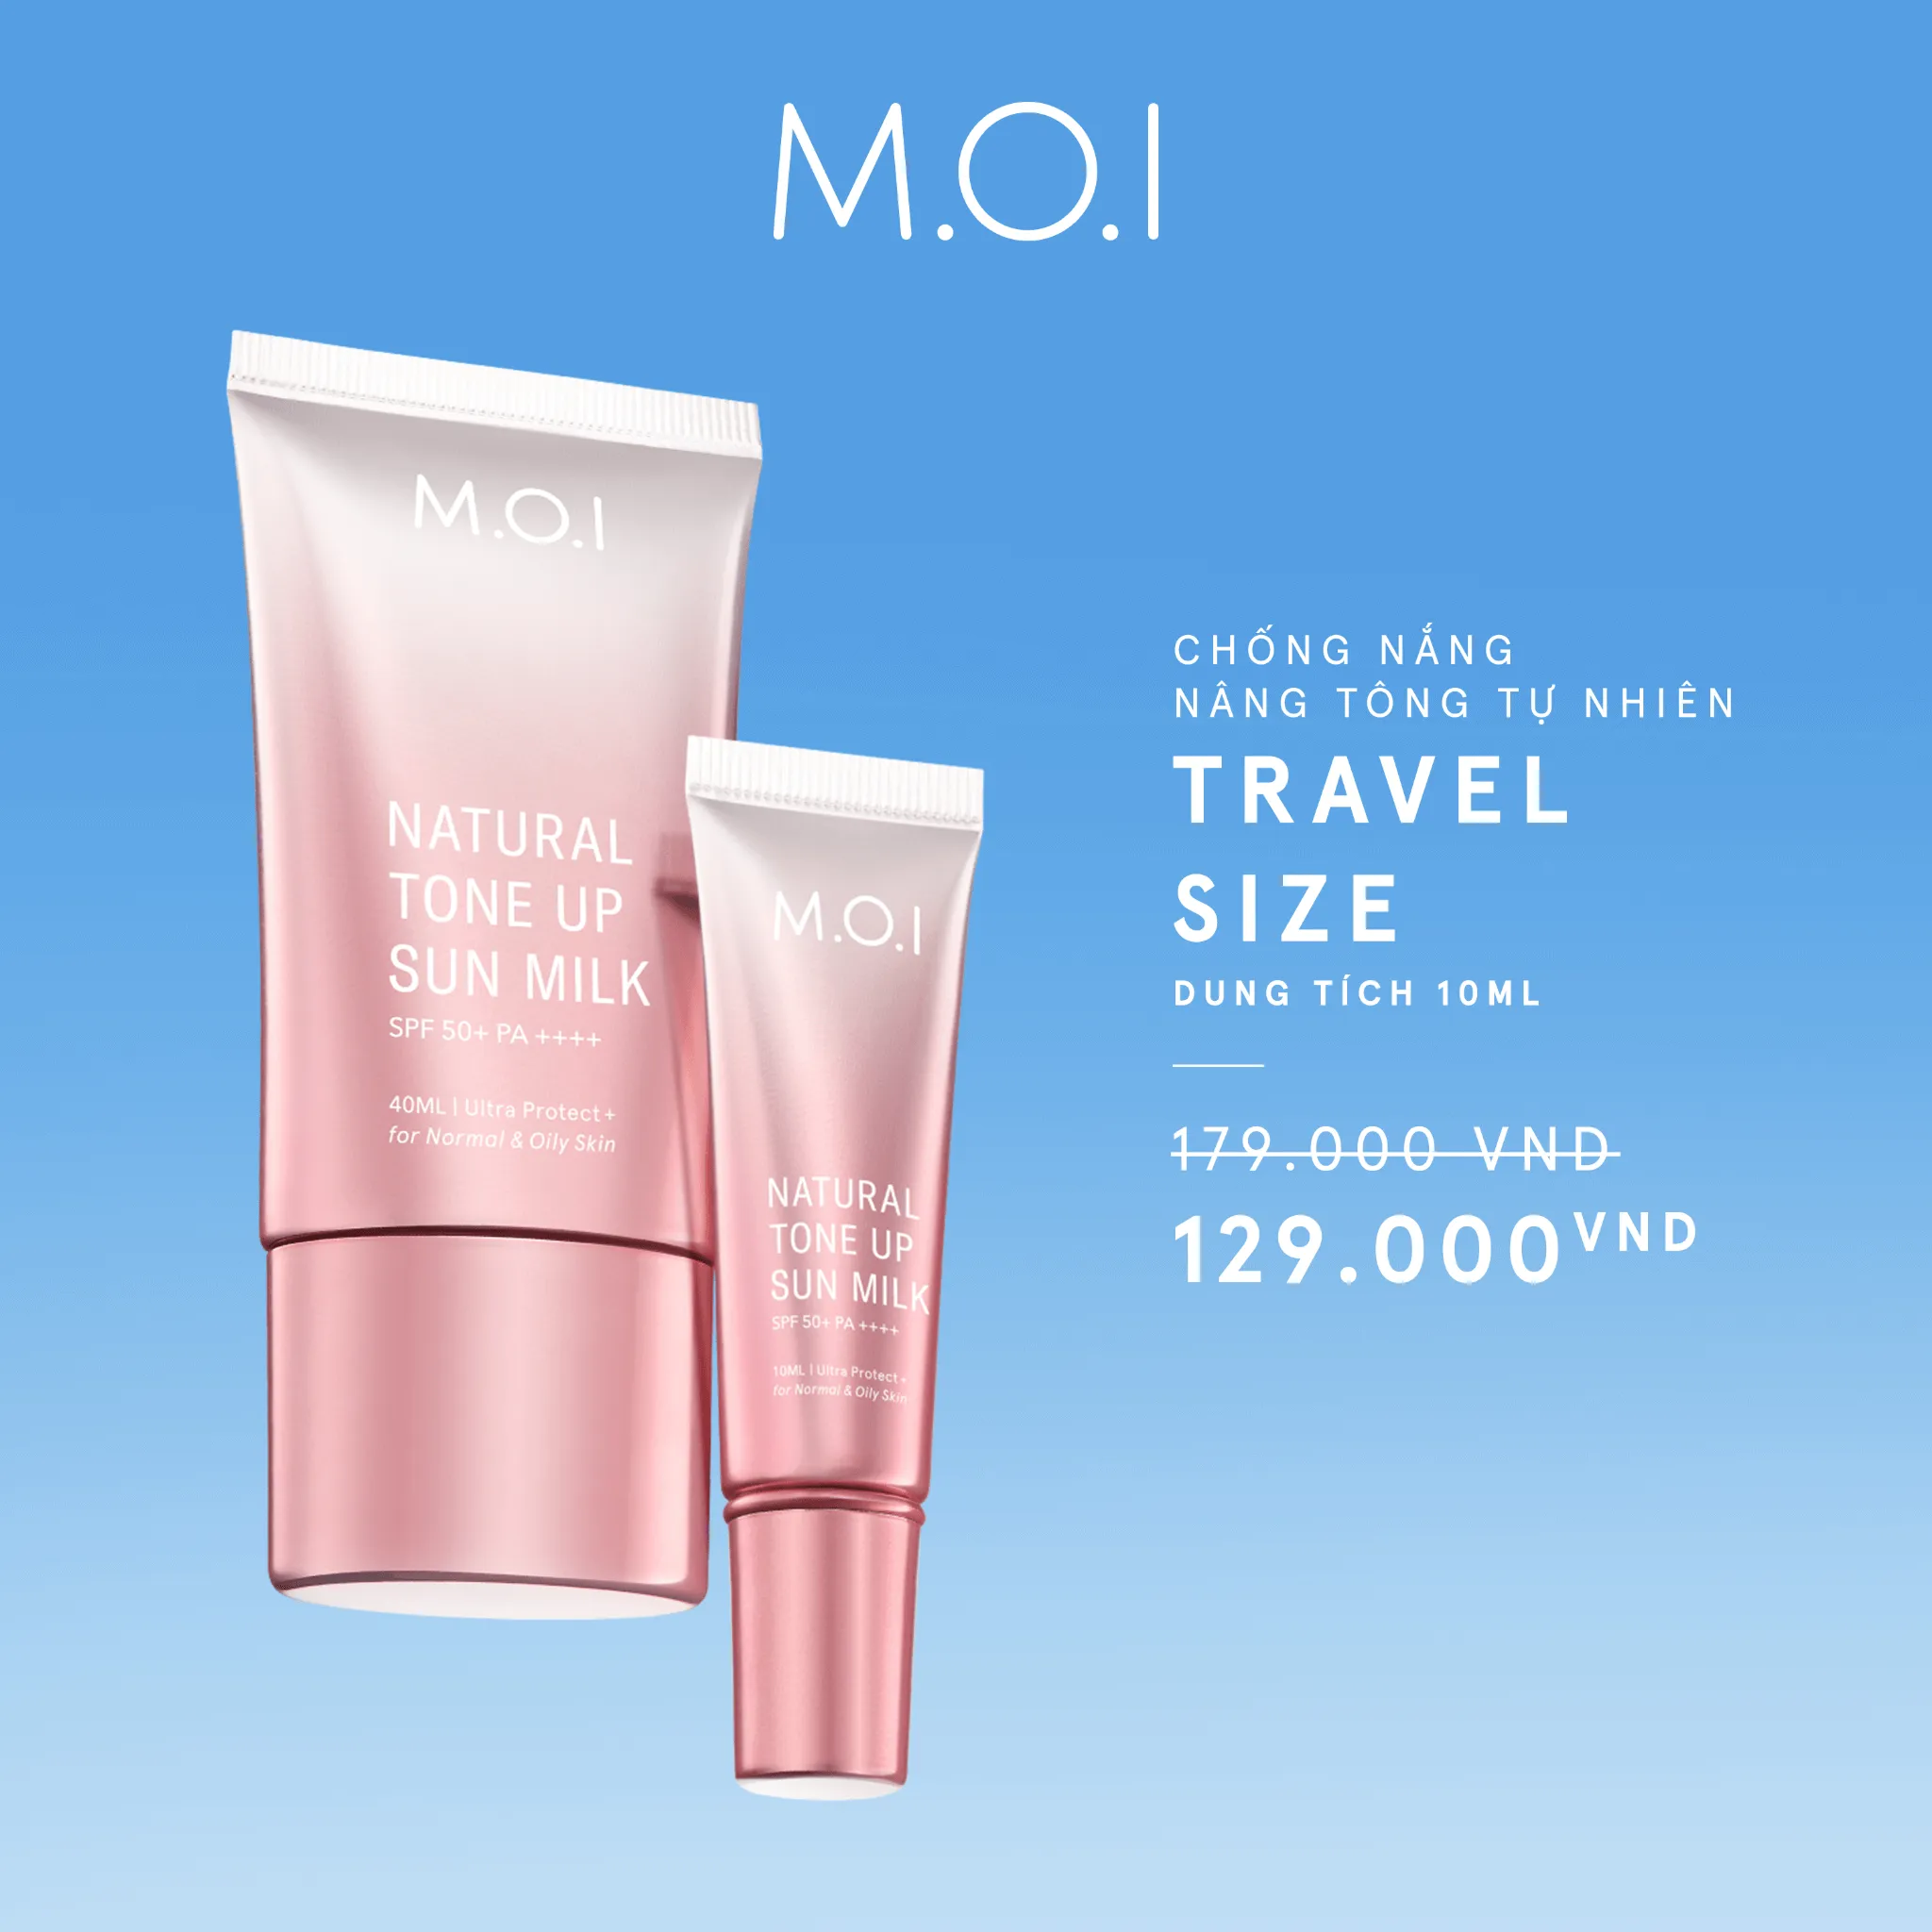 M.O.I
M.O.I
NATURAL
TONE UP
SUN MILK
SPF 50+ PA ++++
40ML | Ultra Protect+
for Normal & Oily Skin
M.O.I
NATURAL
TONE UP
SUN MILK
SPF 50+ PA ++++
10ML | Ultra Protect+
for Normal & Oily Skin
CHỐNG NẮNG
NÂNG TÔNG TỰ NHIÊN
TRAVEL
SIZE
DUNG TÍCH 10ML
179.000 VND
129.000 VND